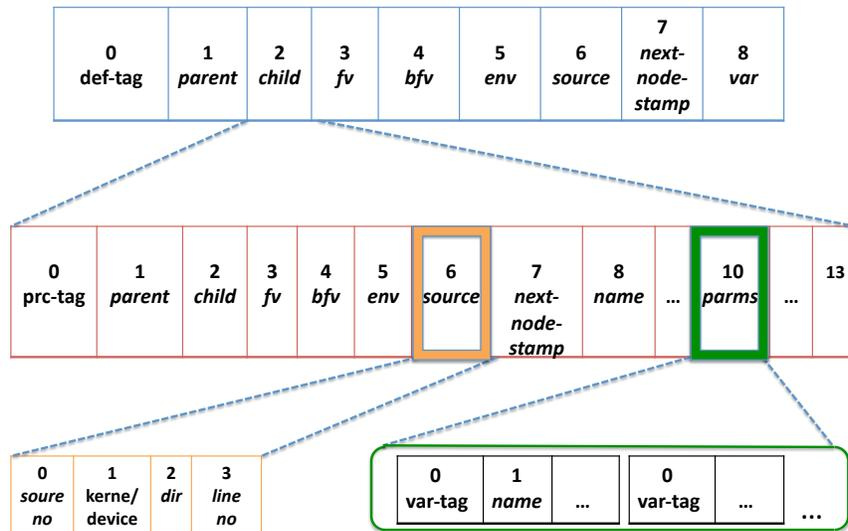 0 1 2 3 4 5 6 7 8
def-tag parent child fv bfv env source next-node-stamp var
0 1 2 3 4 5 6 7 8 10 13
prc-tag parent child fv bfv env source next-node-stamp name ... parms ...
0 1 2 3
soure no kerne/device dir line no
0 1 0
var-tag name ... var-tag ... ...